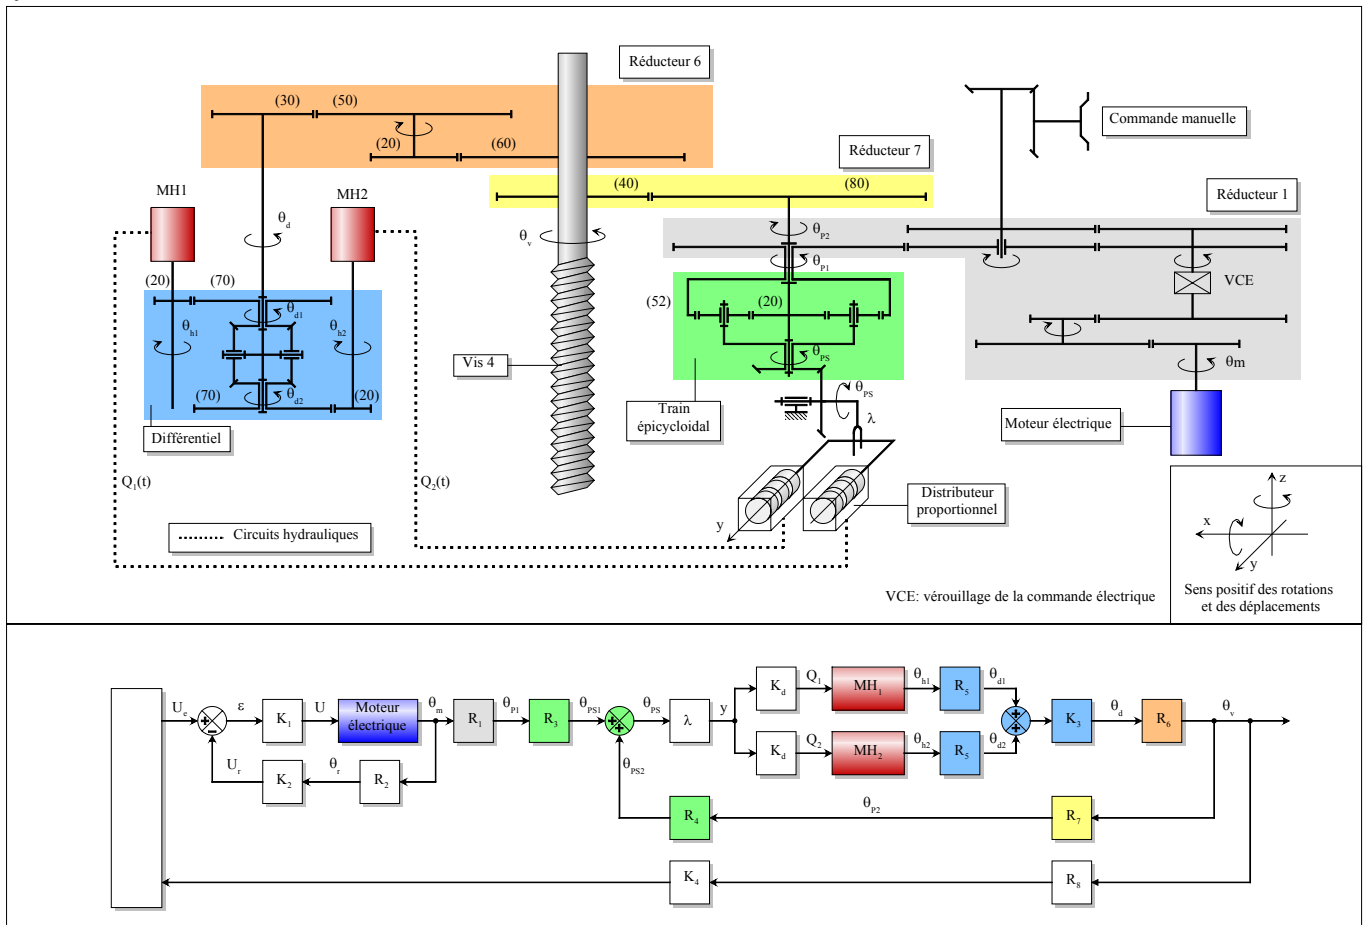 Réducteur 6
(30) (50)
Commande manuelle
(20) (60)
Réducteur 7
MH1
MH2
(40) (80)
Réducteur 1
θd
θv
θP2
θP1
(20) (70)
(52) (20)
VCE
θd1
θh1
θh2
θPS
Vis 4
θm
θPS
(70) θd2 (20)
λ
Différentiel
Train
épicycloidal
Moteur électrique
Q1(t)
Q2(t)
Distributeur
proportionnel
y
z
x
y
Circuits hydrauliques
VCE: vérouillage de la commande électrique
Sens positif des rotations
et des déplacements
Ue
+
−
ε
K1
U
Moteur
électrique
θm
R1
θP1
R3
θPS1
++
θPS
λ
y
Kd
Q1
MH1
θh1
R5
θd1
Kd
Q2
MH2
θh2
R5
θd2
+
+
K3
θd
R6
θv
Ur
K2
θr
R2
θPS2
R4
θP2
R7
K4
R8